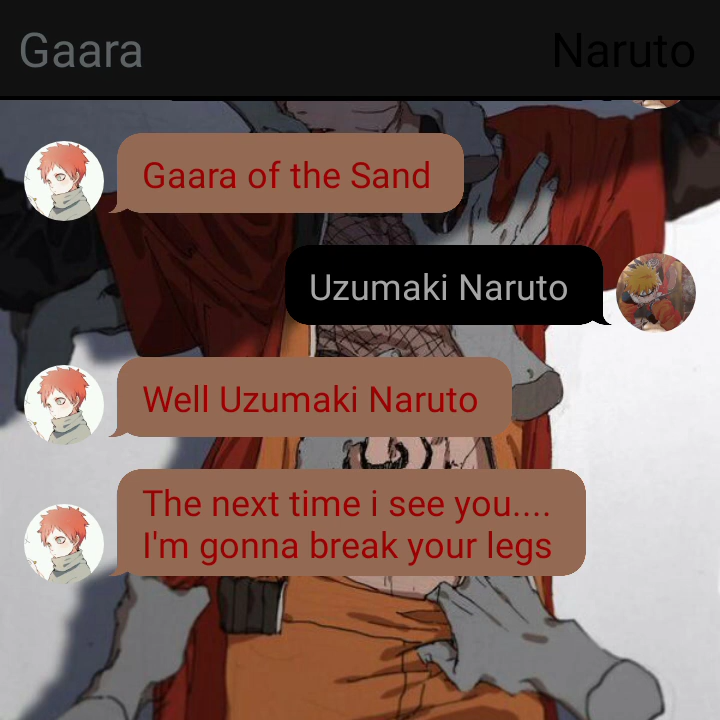 Gaara
Naruto
Gaara of the Sand
Uzumaki Naruto
Well Uzumaki Naruto
The next time i see you....
I'm gonna break your legs